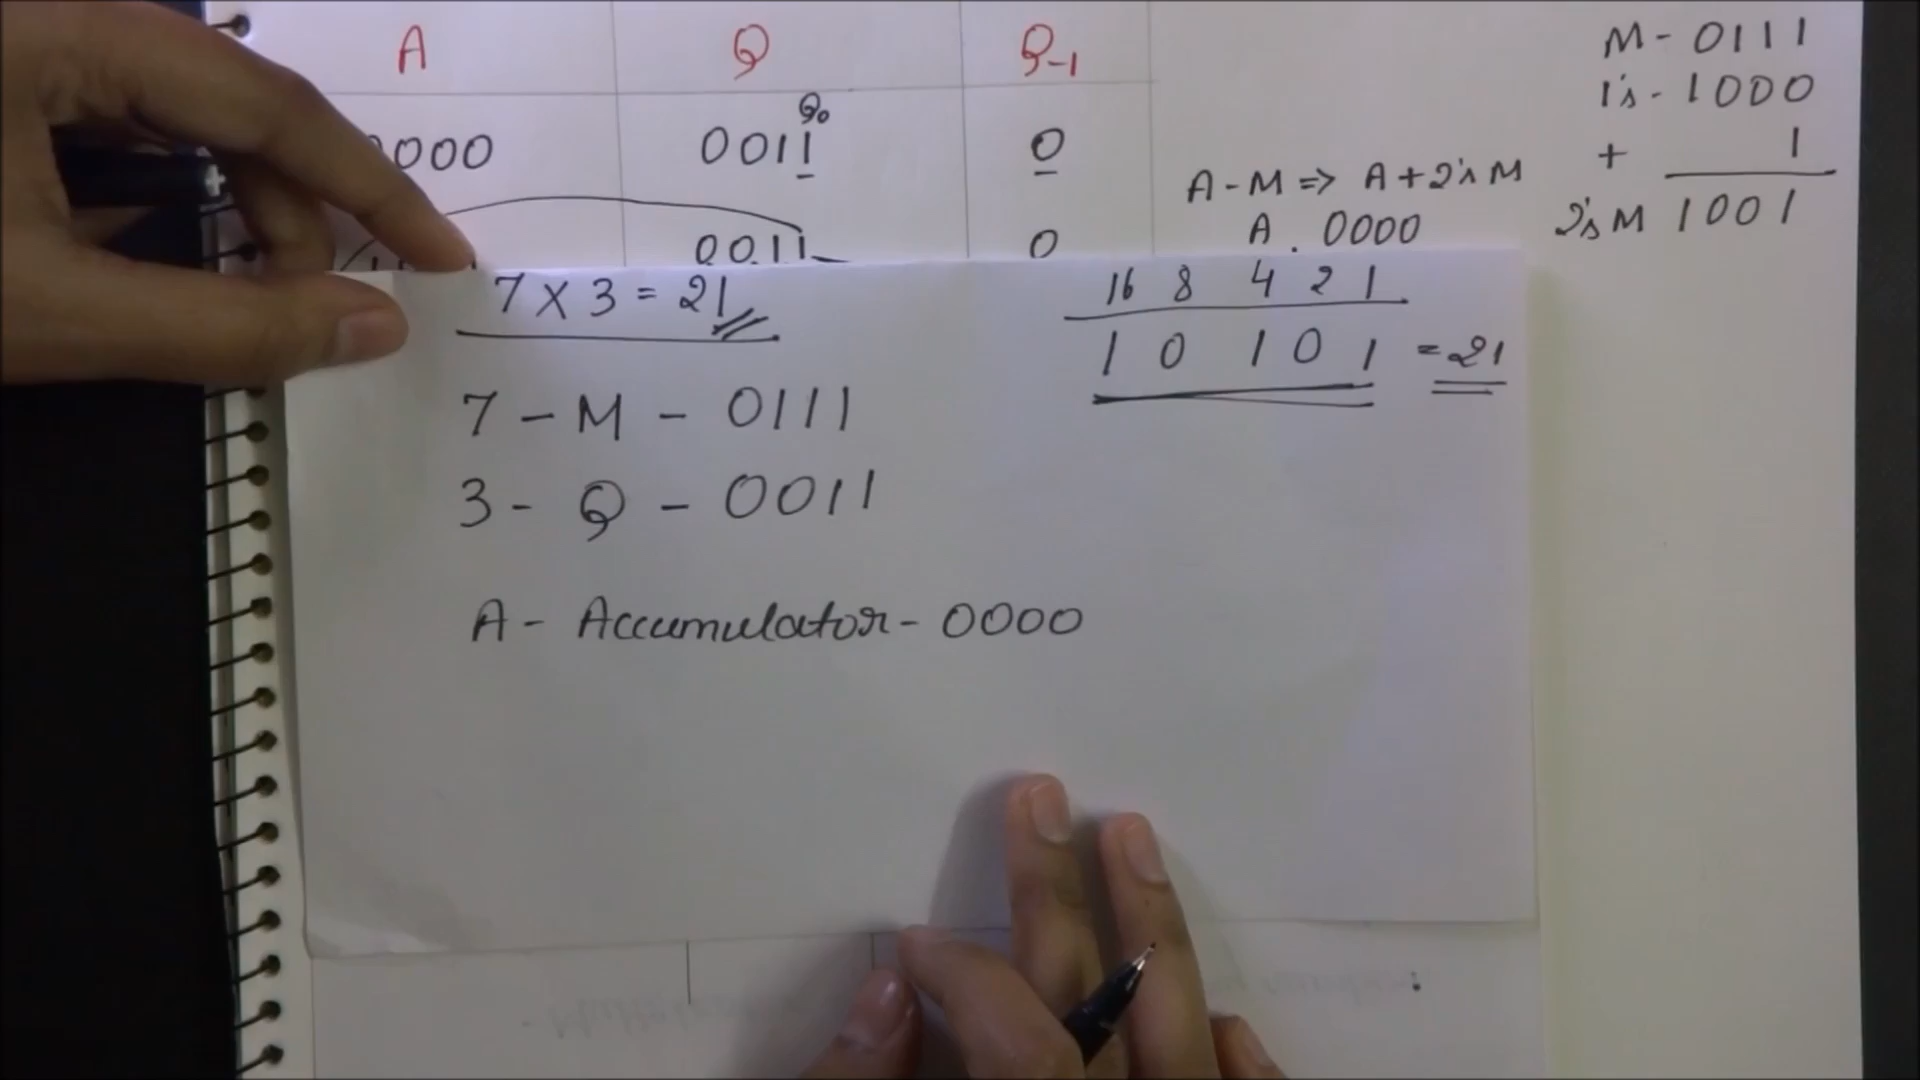 A Q Q-1
Q0
0000 0011 0
0011 0
A-M => A+2's M
A. 0000
M - 0111
1's - 1000
+ 1
2's M 1001
7 X 3 = 21
7 - M - 0111
3 - Q - 0011
A - Accumulator - 0000
16 8 4 2 1
1 0 1 0 1 = 21